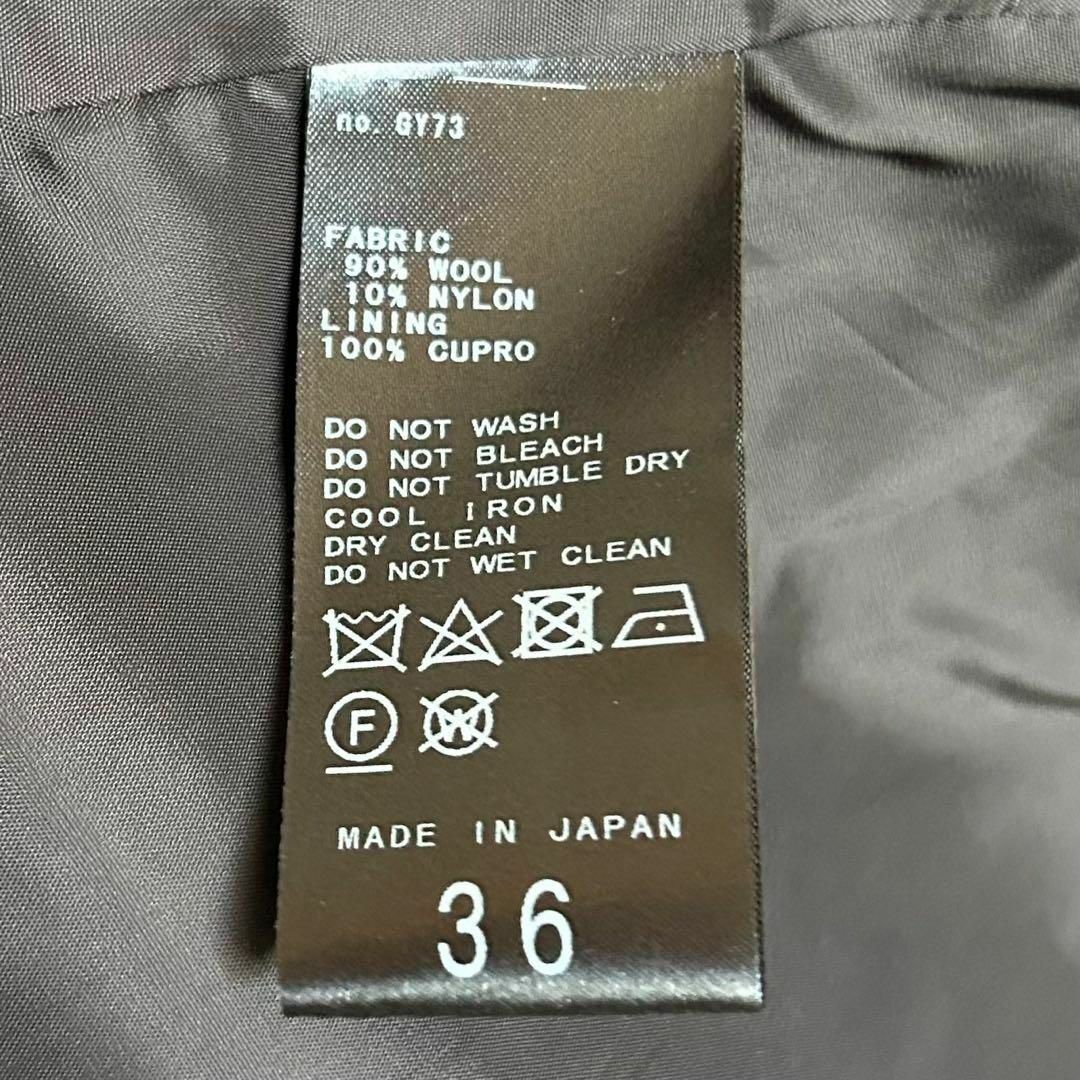 no. GY73
FABRIC
90% WOOL
10% NYLON
LINING
100% CUPRO
DO NOT WASH
DO NOT BLEACH
DO NOT TUMBLE DRY
COOL IRON
DRY CLEAN
DO NOT WET CLEAN
F W
MADE IN JAPAN
36